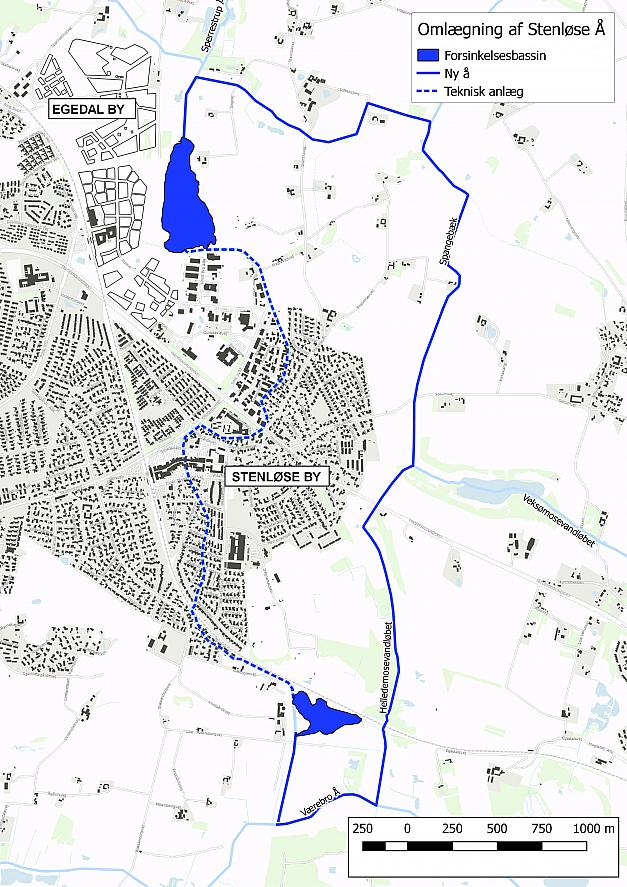 Omlægning af Stenløse Å
Forsinkelsesbassin
Ny å
Teknisk anlæg
Sperrestrup Å
EGEDAL BY
Spangebæk
STENLØSE BY
Veksømosevandløbet
Helledemosevandløbet
Værebro Å
250 0 250 500 750 1000 m